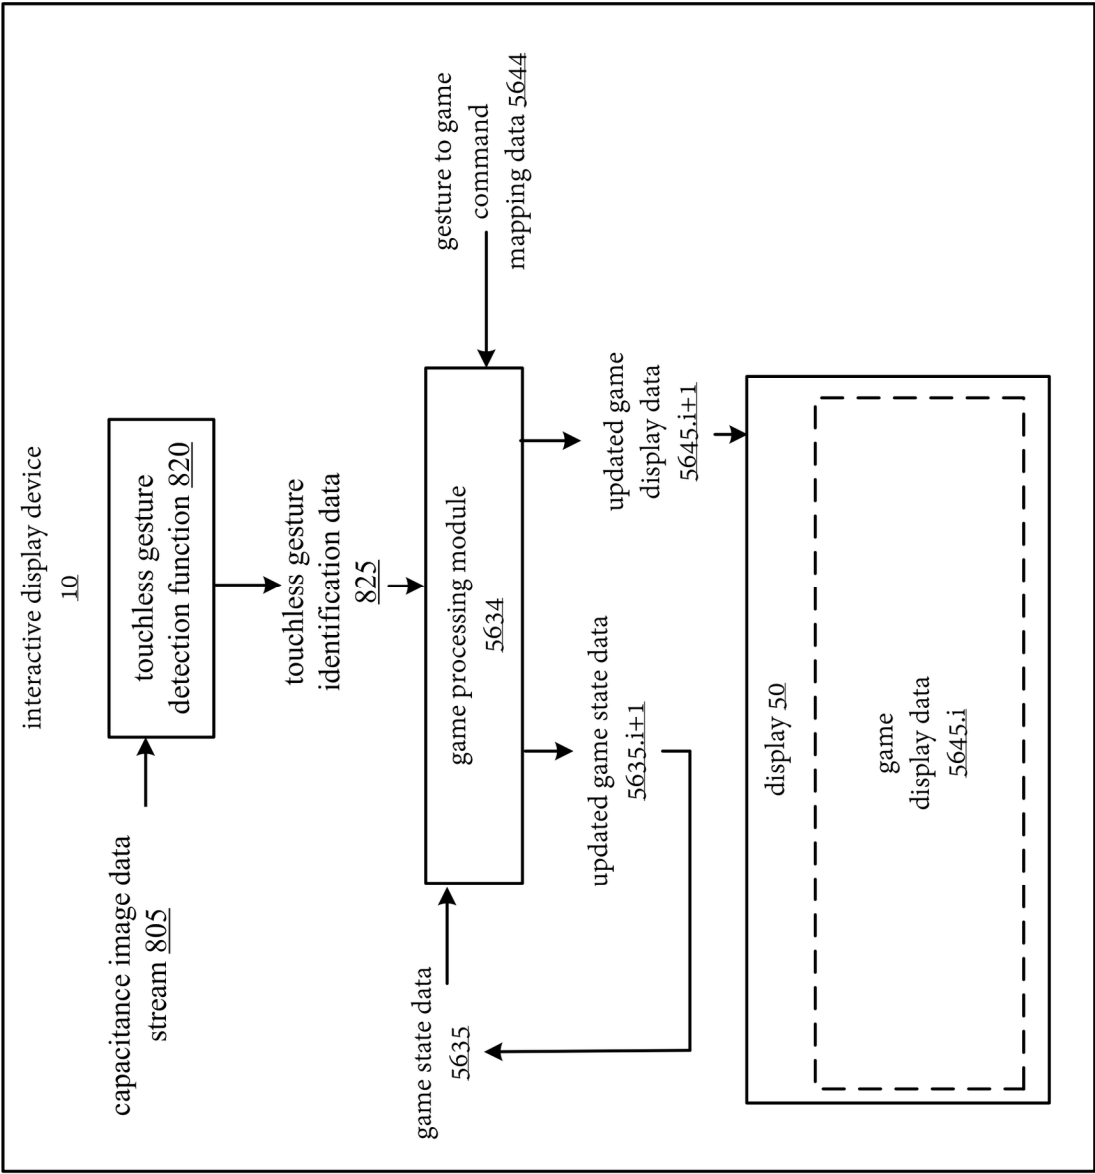 interactive display device
10
capacitance image data
stream 805
touchless gesture
detection function 820
touchless gesture
identification data
825
game state data
5635
game processing module
5634
gesture to game
command
mapping data 5644
updated game state data
5635.i+1
updated game
display data
5645.i+1
display 50
game
display data
5645.i